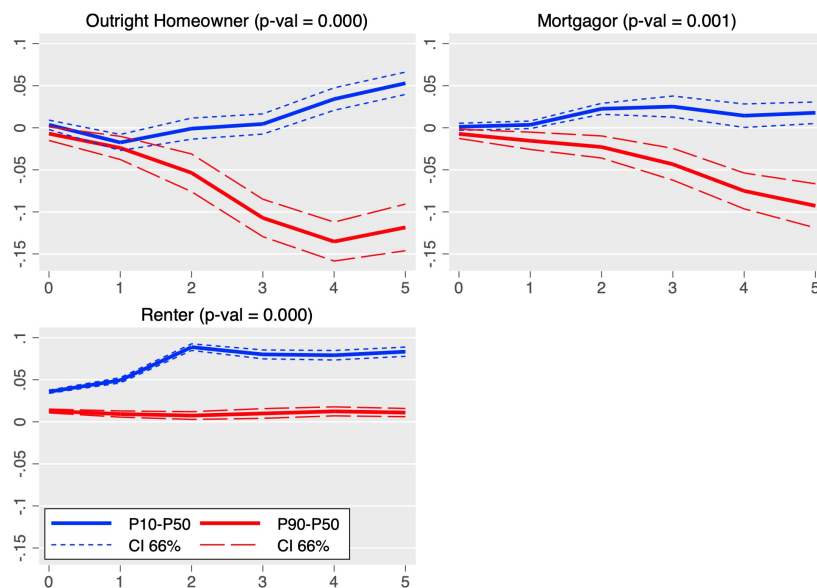 Outright Homeowner (p-val = 0.000)
.1
.05
0
-.05
-.1
-.15
0 1 2 3 4 5
Mortgagor (p-val = 0.001)
.1
.05
0
-.05
-.1
-.15
0 1 2 3 4 5
Renter (p-val = 0.000)
.1
.05
0
-.05
-.1
-.15
P10-P50 P90-P50
CI 66% CI 66%
0 1 2 3 4 5